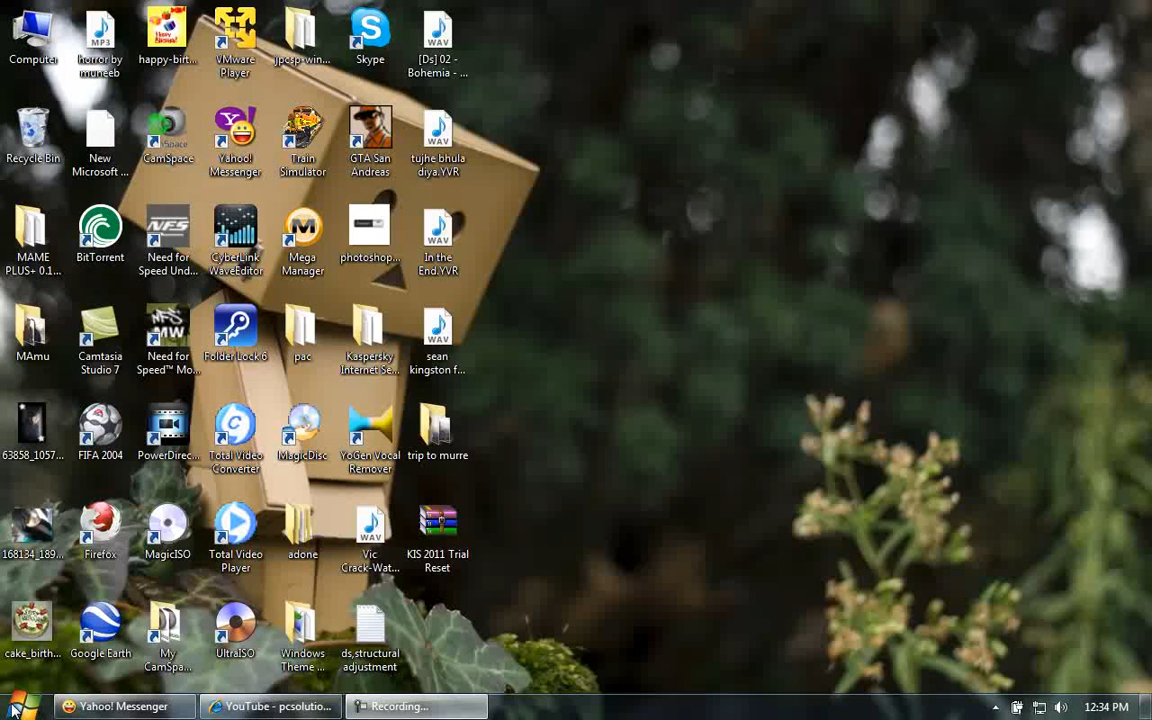 Computer
horror by
muneeb
happy-birt...
VMware
Player
jpcsp-win...
Skype
[Ds] 02 -
Bohemia - ...
Recycle Bin
New
Microsoft ...
CamSpace
Yahoo!
Messenger
Train
Simulator
GTA San
Andreas
tujhe bhula
diya.YVR
MAME
PLUS+ 0.1...
BitTorrent
Need for
Speed Und...
CyberLink
WaveEditor
Mega
Manager
photoshop...
In the
End.YVR
MAmu
Camtasia
Studio 7
Need for
Speed™ Mo...
Folder Lock 6
pac
Kaspersky
Internet Se...
sean
kingston f...
63858_1057...
FIFA 2004
PowerDirec...
Total Video
Converter
MagicDisc
YoGen Vocal
Remover
trip to murre
168134_189...
Firefox
MagicISO
Total Video
Player
adone
Vic
Crack-Wat...
KIS 2011 Trial
Reset
cake_birth...
Google Earth
My
CamSpa...
UltraISO
Windows
Theme ...
ds,structural
adjustment
Yahoo! Messenger
YouTube - pcsolutio...
Recording...
12:34 PM